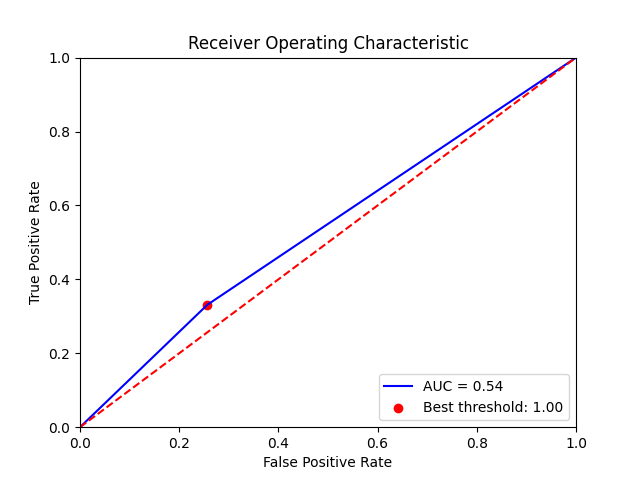 Receiver Operating Characteristic
1.0
0.8
0.6
0.4
0.2
0.0
True Positive Rate
AUC = 0.54
Best threshold: 1.00
0.0 0.2 0.4 0.6 0.8 1.0
False Positive Rate